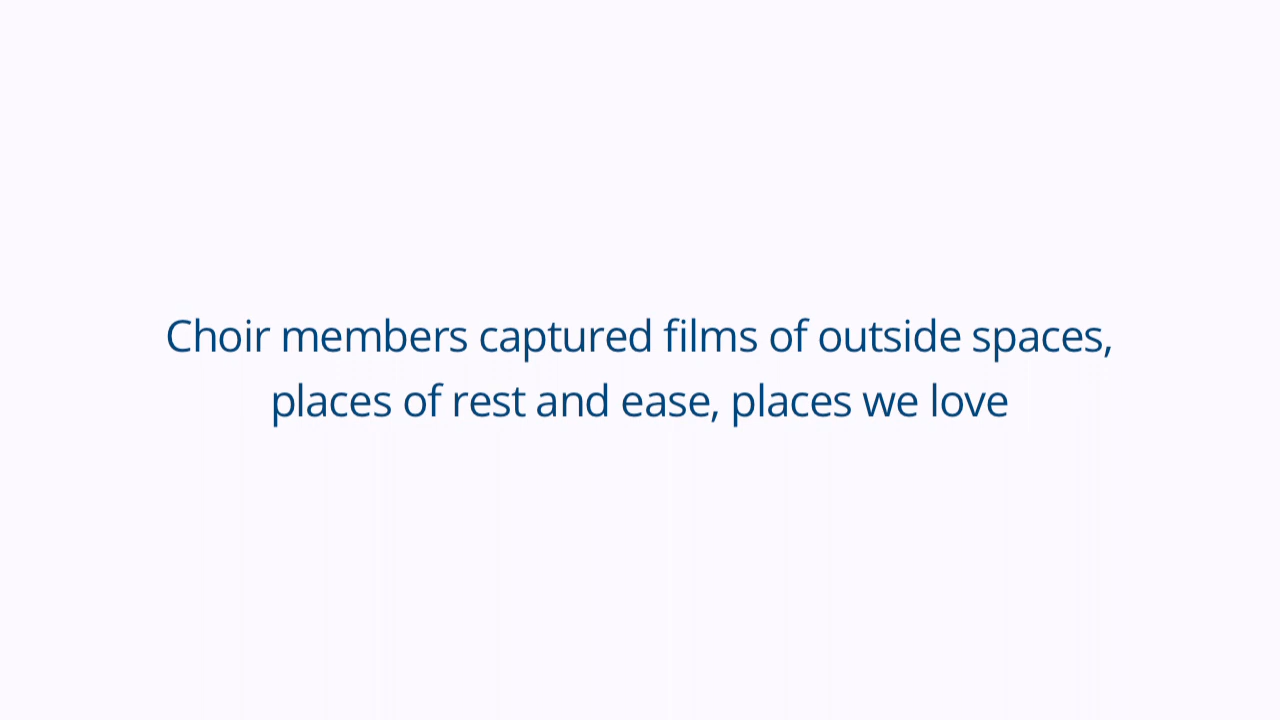 Choir members captured films of outside spaces,
places of rest and ease, places we love